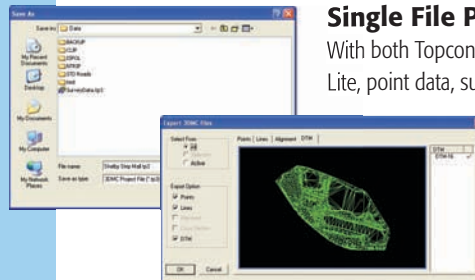 Single File P
With both Topcon
Lite, point data, su
Save As
Save in: Data
BACKUP
CLIP
My Recent Documents
NTRIP
STD Roads
Desktop
SurveyData.tp3
My Documents
My Computer
My Network Places
File name: Shelby Strip Mall.tp3
Save as type: 3DMC Project File (*.tp3)
Export 3DMC Files
Select From
All
Active
Points Lines Alignment DTM
DTM
Export Option
Points
Lines
Alignment
DTM
OK Cancel